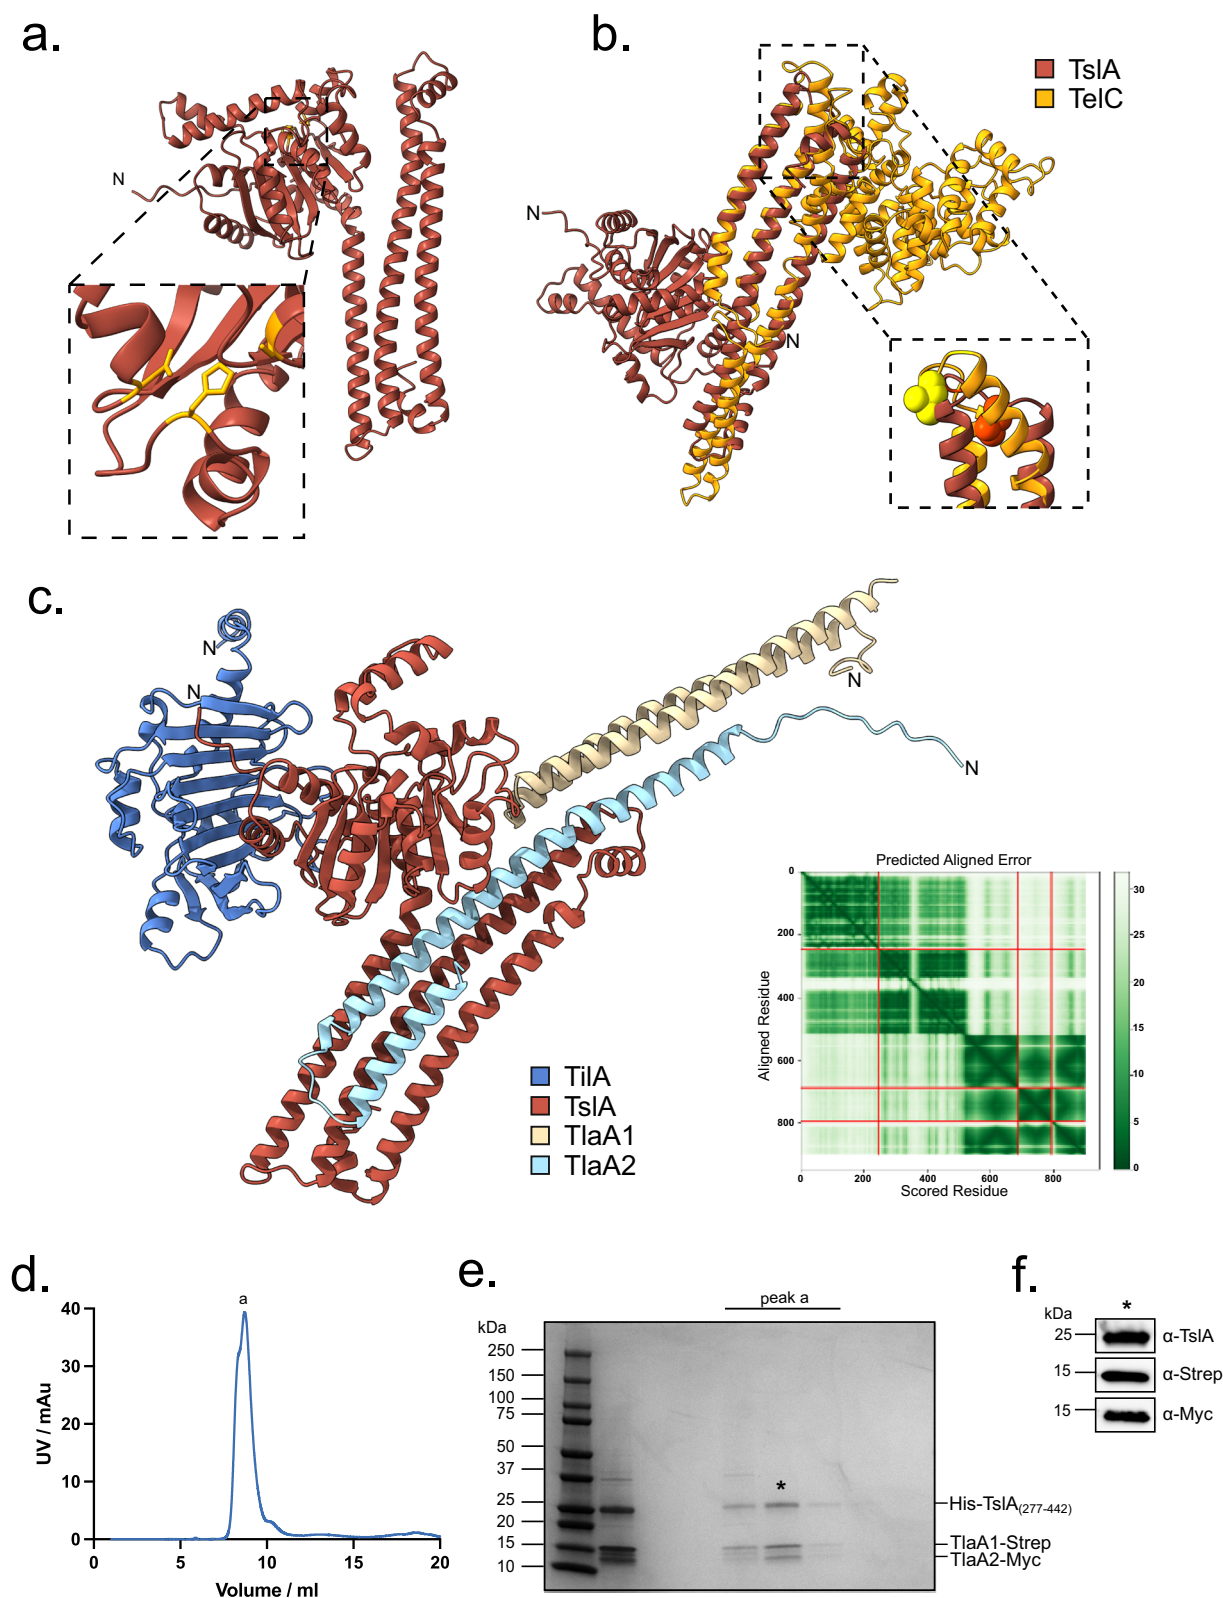 a.
N
b.
TslA
TelC
N
N
c.
N
N
N
N
TilA
TslA
TlaA1
TlaA2
Predicted Aligned Error
0
200
400
600
800
Aligned Residue
0 200 400 600 800
Scored Residue
30
25
20
15
10
5
0
d.
a
40
30
20
10
0
UV / mAu
0 5 10 15 20
Volume / ml
e.
peak a
kDa
250
150
100
75
50
37
25
20
15
10
*
His-TslA(277-442)
TlaA1-Strep
TlaA2-Myc
f.
*
kDa
25 α-TslA
15 α-Strep
15 α-Myc